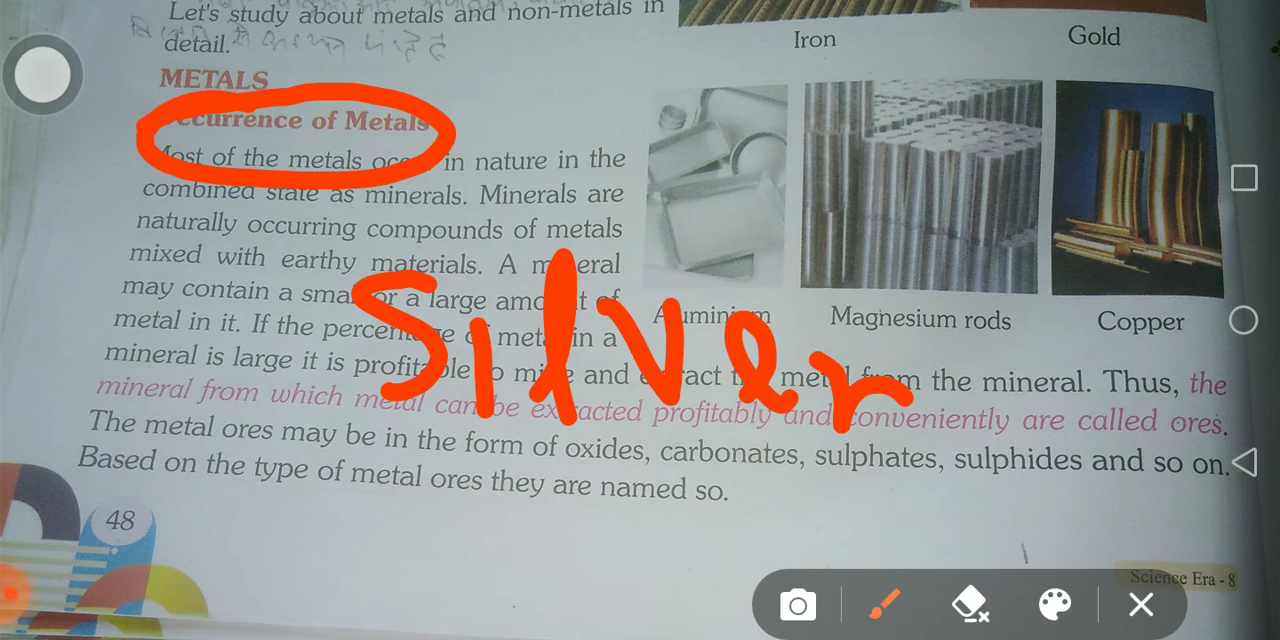 Let's study about metals and non-metals in
detail.
Iron
Gold
METALS
ccurrence of Metals
Most of the metals in nature in the
combined state as minerals. Minerals are
naturally occurring compounds of metals
mixed with earthy materials. A mineral
may contain a small or a large amount of
metal in it. If the percentage of metal in a
mineral is large it is profitable to mine and extract the metal from the mineral. Thus, the
mineral from which metal can be extracted profitably and conveniently are called ores.
The metal ores may be in the form of oxides, carbonates, sulphates, sulphides and so on.
Based on the type of metal ores they are named so.
Aluminium
Magnesium rods
Copper
Silver
48
Science Era - 8